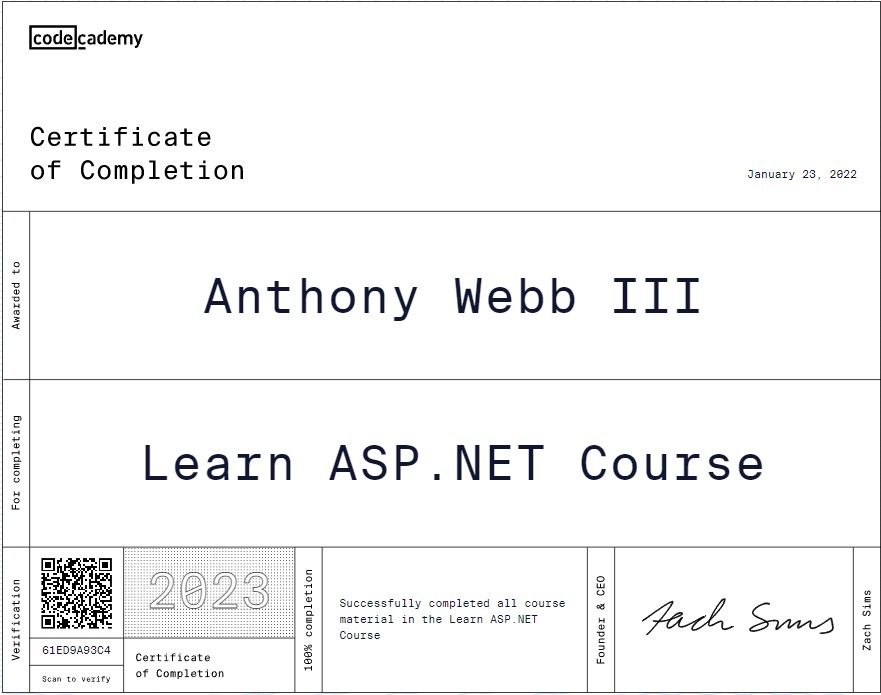 codecademy
Certificate
of Completion
January 23, 2022
Awarded to
Anthony Webb III
For completing
Learn ASP.NET Course
Verification
61ED9A93C4
Scan to verify
2023
Certificate
of Completion
100% completion
Successfully completed all course
material in the Learn ASP.NET
Course
Founder & CEO
Zach Sims
Zach Sims